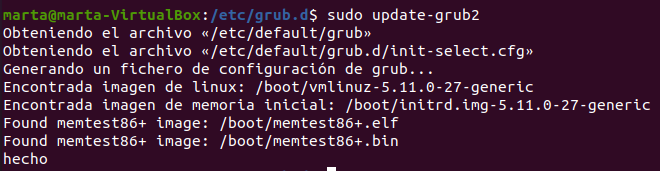 marta@marta-VirtualBox:/etc/grub.d$ sudo update-grub2
Obteniendo el archivo «/etc/default/grub»
Obteniendo el archivo «/etc/default/grub.d/init-select.cfg»
Generando un fichero de configuración de grub...
Encontrada imagen de linux: /boot/vmlinuz-5.11.0-27-generic
Encontrada imagen de memoria inicial: /boot/initrd.img-5.11.0-27-generic
Found memtest86+ image: /boot/memtest86+.elf
Found memtest86+ image: /boot/memtest86+.bin
hecho